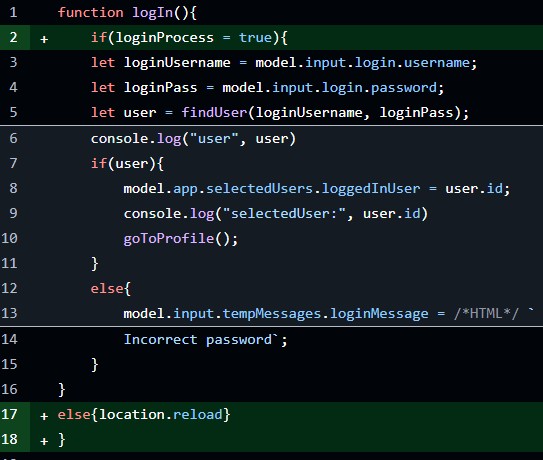 1 function logIn(){
2 + if(loginProcess = true){
3 let loginUsername = model.input.login.username;
4 let loginPass = model.input.login.password;
5 let user = findUser(loginUsername, loginPass);
6 console.log("user", user)
7 if(user){
8 model.app.selectedUsers.loggedInUser = user.id;
9 console.log("selectedUser:", user.id)
10 goToProfile();
11 }
12 else{
13 model.input.tempMessages.loginMessage = /*HTML*/ `
14 Incorrect password`;
15 }
16 }
17 + else{location.reload}
18 + }